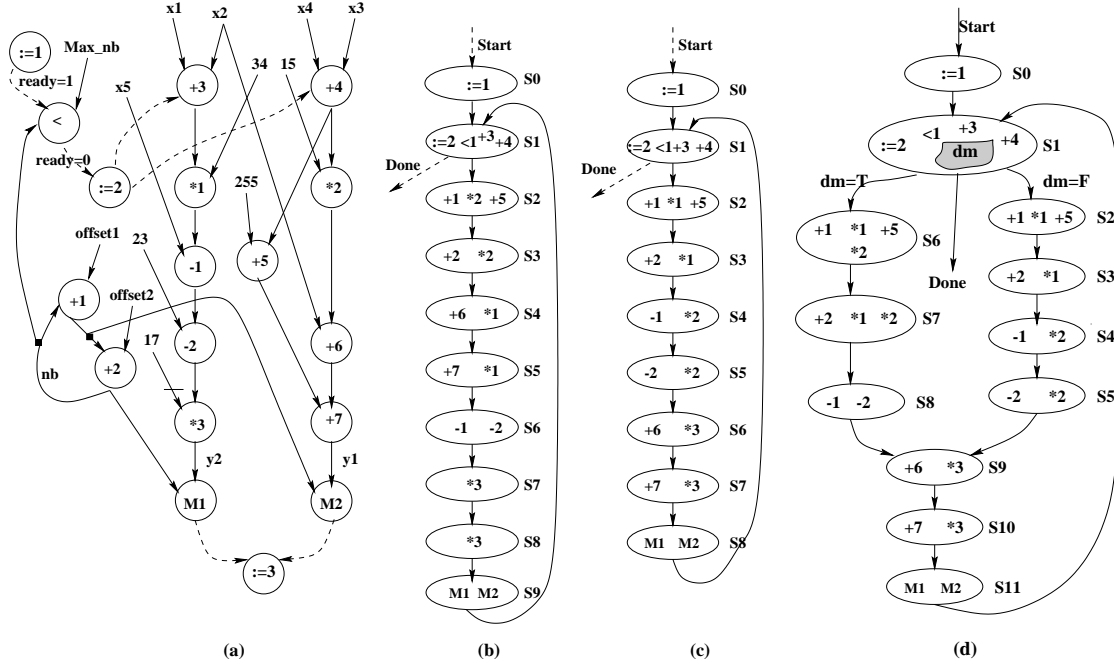 x1
x2
x4
x3
:=1
Max_nb
ready=1
+3
34
15
+4
x5
<
ready=0
:=2
*1
255
*2
offset1
23
-1
+5
+1
offset2
17
-2
+6
nb
+2
*3
+7
y2
y1
M1
M2
:=3
(a)
Start
:=1
S0
:=2 <1 +3 +4
S1
Done
+1 *2 +5
S2
+2 *2
S3
+6 *1
S4
+7 *1
S5
-1 -2
S6
*3
S7
*3
S8
M1 M2
S9
(b)
Start
:=1
S0
:=2 <1 +3 +4
S1
Done
+1 *1 +5
S2
+2 *1
S3
-1 *2
S4
-2 *2
S5
+6 *3
S6
+7 *3
S7
M1 M2
S8
(c)
Start
:=1
S0
:=2 <1 +3 +4
dm
S1
dm=T
dm=F
+1 *1 +5
*2
S6
+1 *1 +5
S2
Done
+2 *1
S3
+2 *1 *2
S7
-1 *2
S4
-1 -2
S8
-2 *2
S5
+6 *3
S9
+7 *3
S10
M1 M2
S11
(d)